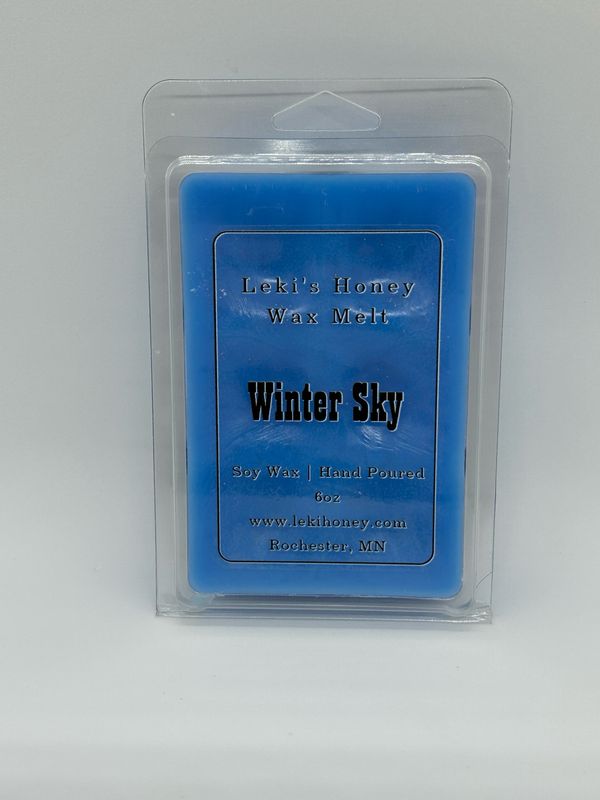 Leki's Honey
Wax Melt
Winter Sky
Soy Wax | Hand Poured
6oz
www.lekihoney.com
Rochester, MN